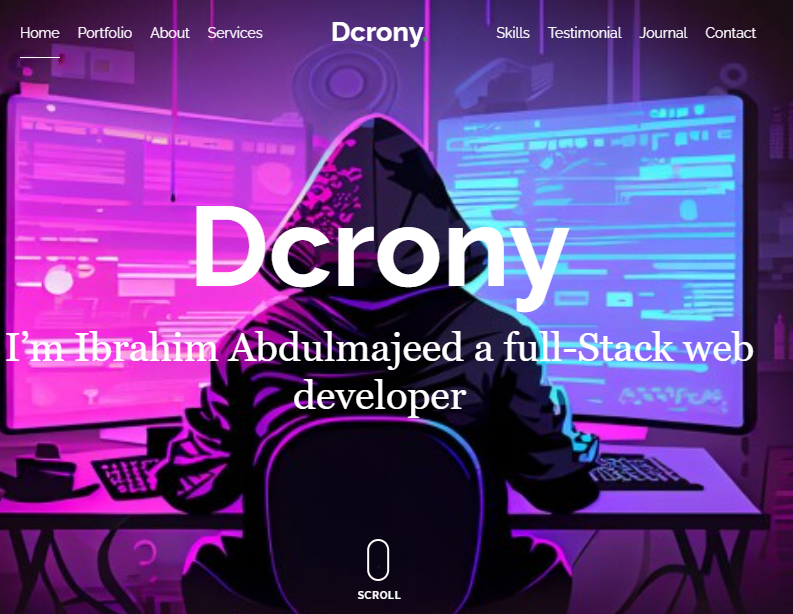 Home Portfolio About Services Dcrony. Skills Testimonial Journal Contact
Dcrony
I’m Ibrahim Abdulmajeed a full-Stack web
developer
SCROLL